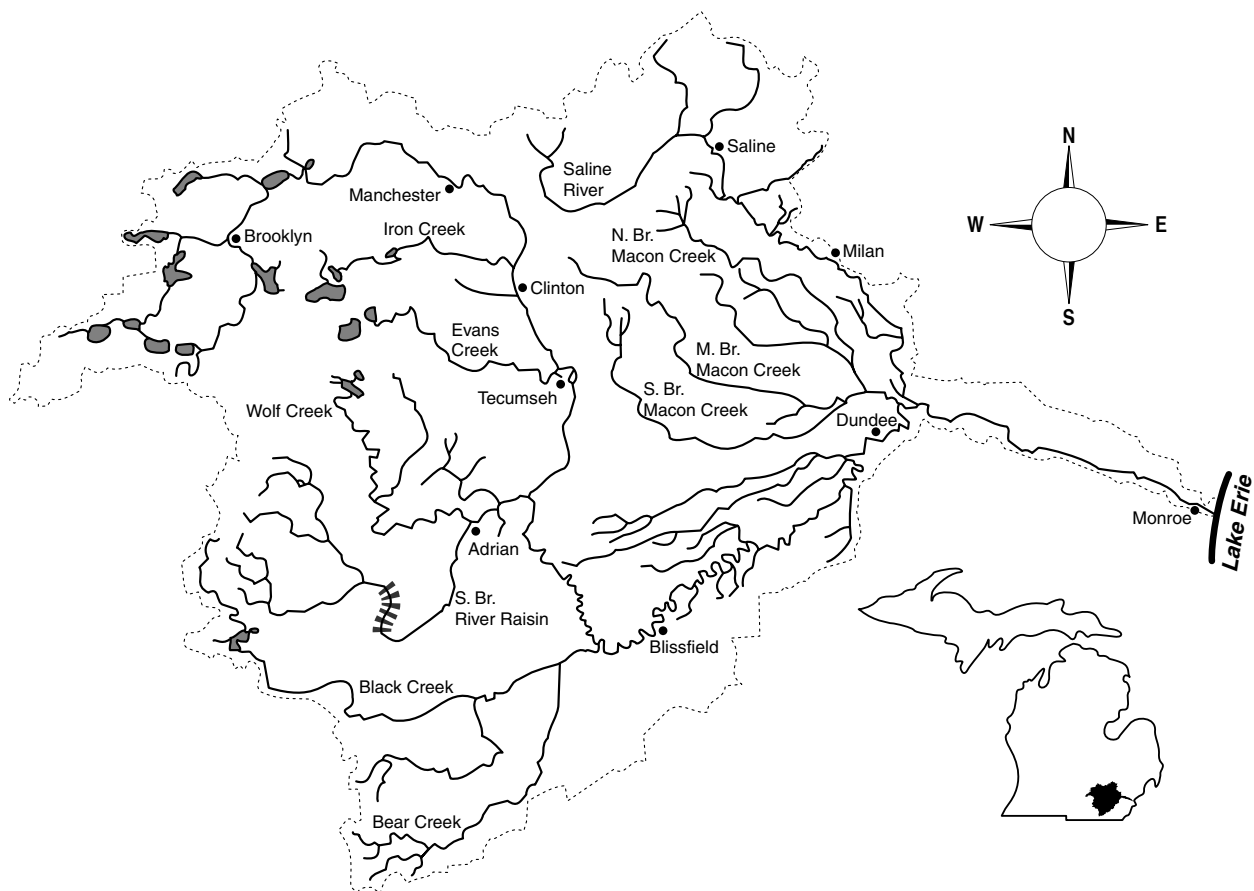 N
Saline
Saline
River
Manchester
W
E
Iron Creek
Brooklyn
N. Br.
Macon Creek
Milan
Clinton
S
Evans
Creek
M. Br.
Macon Creek
Tecumseh
S. Br.
Macon Creek
Wolf Creek
Dundee
Monroe
Lake Erie
Adrian
S. Br.
River Raisin
Blissfield
Black Creek
Bear Creek